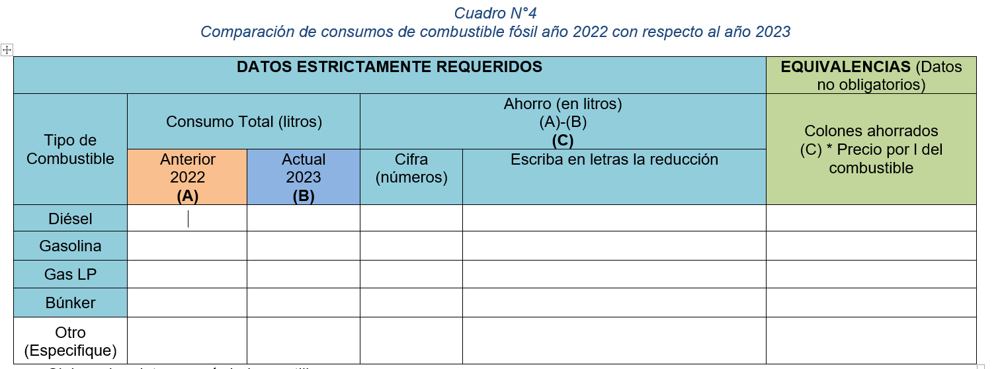 Cuadro N°4
Comparación de consumos de combustible fósil año 2022 con respecto al año 2023
DATOS ESTRICTAMENTE REQUERIDOS
EQUIVALENCIAS (Datos
no obligatorios)
Tipo de
Combustible
Consumo Total (litros)
Ahorro (en litros)
(A)-(B)
(C)
Colones ahorrados
(C) * Precio por l del
combustible
Anterior
2022
(A)
Actual
2023
(B)
Cifra
(números)
Escriba en letras la reducción
Diésel
Gasolina
Gas LP
Búnker
Otro
(Especifique)